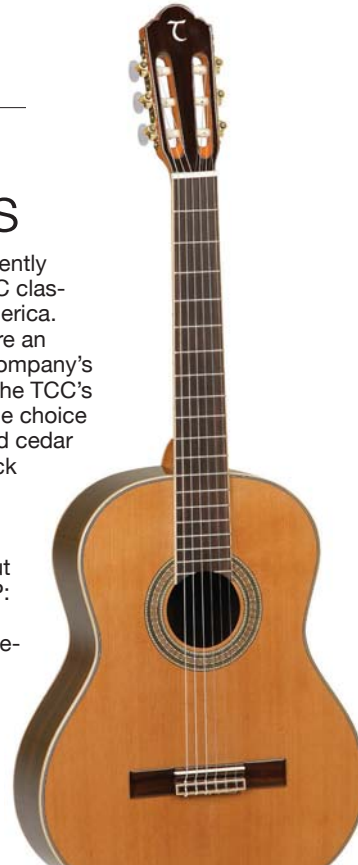 S
ently
C clas-
erica.
re an
ompany's
he TCC's
e choice
d cedar
ck
ut
P:
e-